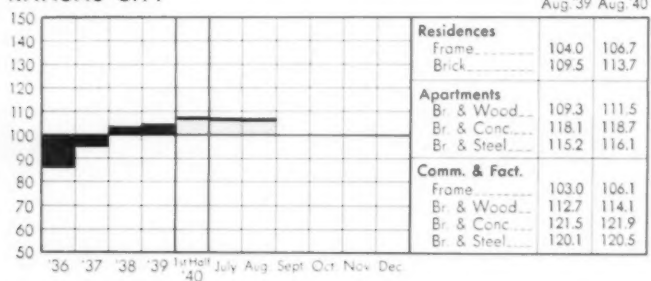 Aug. 39 Aug. 40
150
140
130
120
110
100
90
80
70
60
50
'36 '37 '38 '39 1st Half '40 July Aug. Sept. Oct. Nov. Dec.
Residences
Frame 104.0 106.7
Brick 109.5 113.7
Apartments
Br. & Wood 109.3 111.5
Br. & Conc. 118.1 118.7
Br. & Steel 115.2 116.1
Comm. & Fact.
Frame 103.0 106.1
Br. & Wood 112.7 114.1
Br. & Conc. 121.5 121.9
Br. & Steel 120.1 120.5